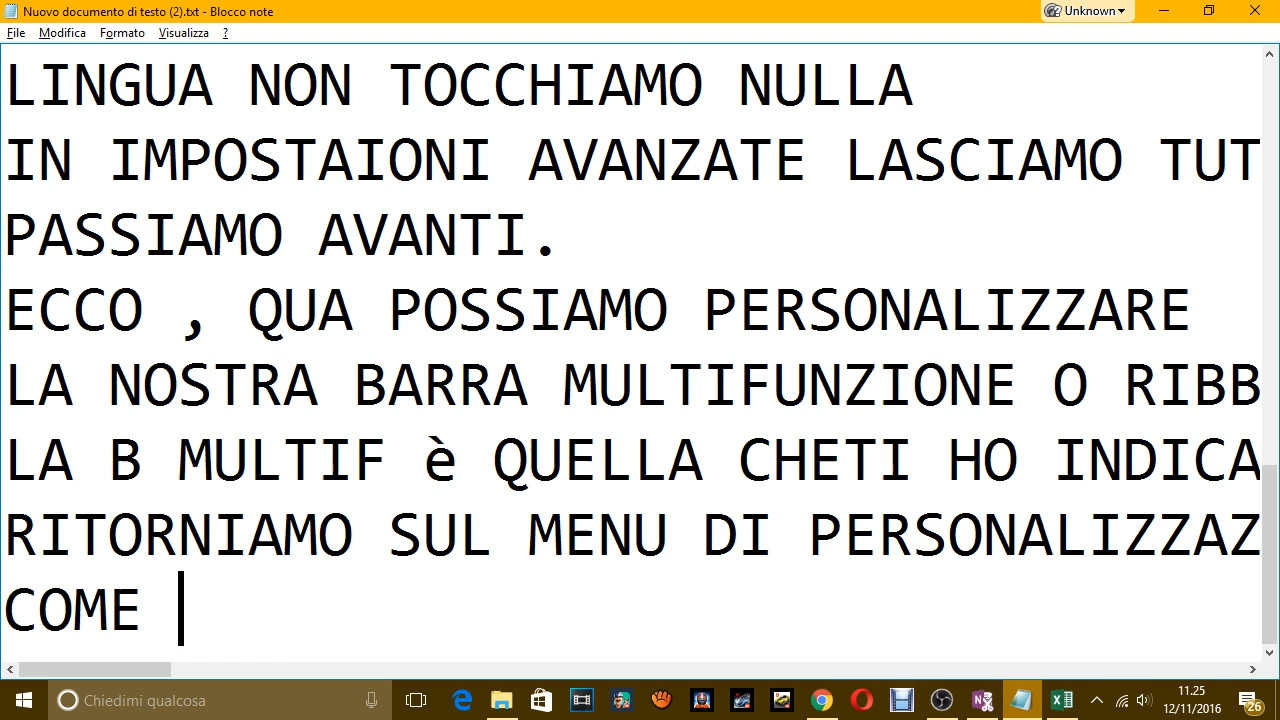 Nuovo documento di testo (2).txt - Blocco note
Unknown
File Modifica Formato Visualizza ?
LINGUA NON TOCCHIAMO NULLA
IN IMPOSTAIONI AVANZATE LASCIAMO TUT
PASSIAMO AVANTI.
ECCO , QUA POSSIAMO PERSONALIZZARE
LA NOSTRA BARRA MULTIFUNZIONE O RIBB
LA B MULTIF è QUELLA CHETI HO INDICA
RITORNIAMO SUL MENU DI PERSONALIZZAZ
COME
Chiedimi qualcosa
11.25
12/11/2016
26